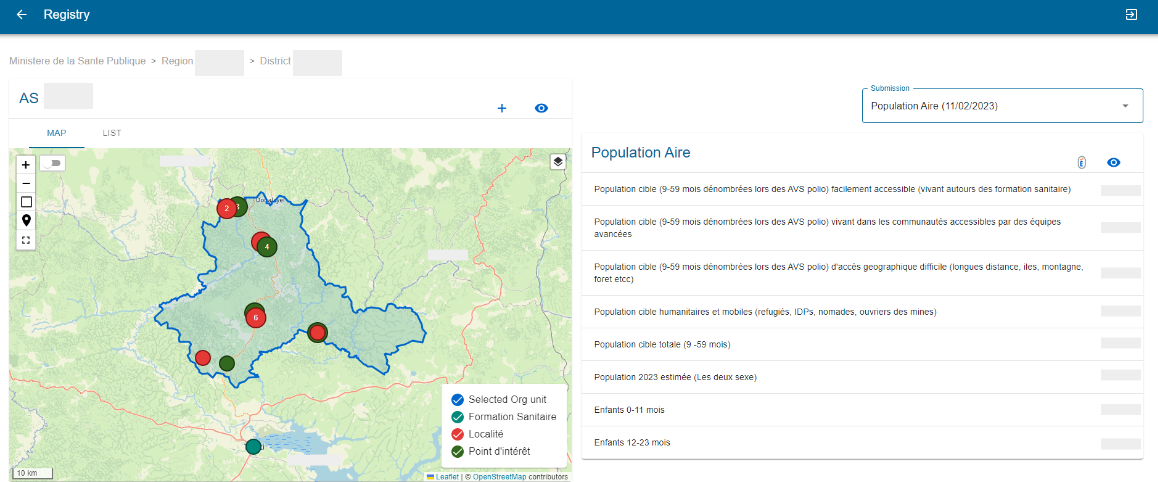 Registry
Ministere de la Sante Publique > Region > District
AS
Submission
Population Aire (11/02/2023)
MAP LIST
+
−
2
3
4
6
10 km
Selected Org unit
Formation Sanitaire
Localité
Point d'intérêt
Leaflet | © OpenStreetMap contributors
Population Aire
Population cible (9-59 mois dénombrées lors des AVS polio) facilement accessible (vivant autours des formation sanitaire)
Population cible (9-59 mois dénombrées lors des AVS polio) vivant dans les communautés accessibles par des équipes
avancées
Population cible (9-59 mois dénombrées lors des AVS polio) d'accés geographique difficile (longues distance, iles, montagne,
foret etcc)
Population cible humanitaires et mobiles (refugiés, IDPs, nomades, ouvriers des mines)
Population cible totale (9 -59 mois)
Population 2023 estimée (Les deux sexe)
Enfants 0-11 mois
Enfants 12-23 mois